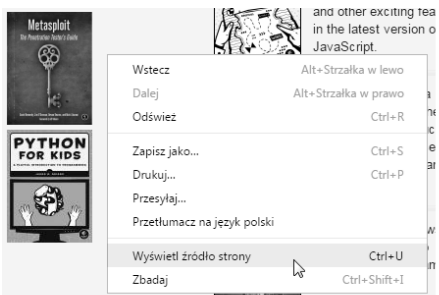 Metasploit
The Penetration Tester's Guide
PYTHON
FOR KIDS
and other exciting fea
in the latest version o
JavaScript.
Wstecz Alt+Strzałka w lewo
Dalej Alt+Strzałka w prawo
Odśwież Ctrl+R
Zapisz jako... Ctrl+S
Drukuj... Ctrl+P
Przesyłaj...
Przetłumacz na język polski
Wyświetl źródło strony Ctrl+U
Zbadaj Ctrl+Shift+I